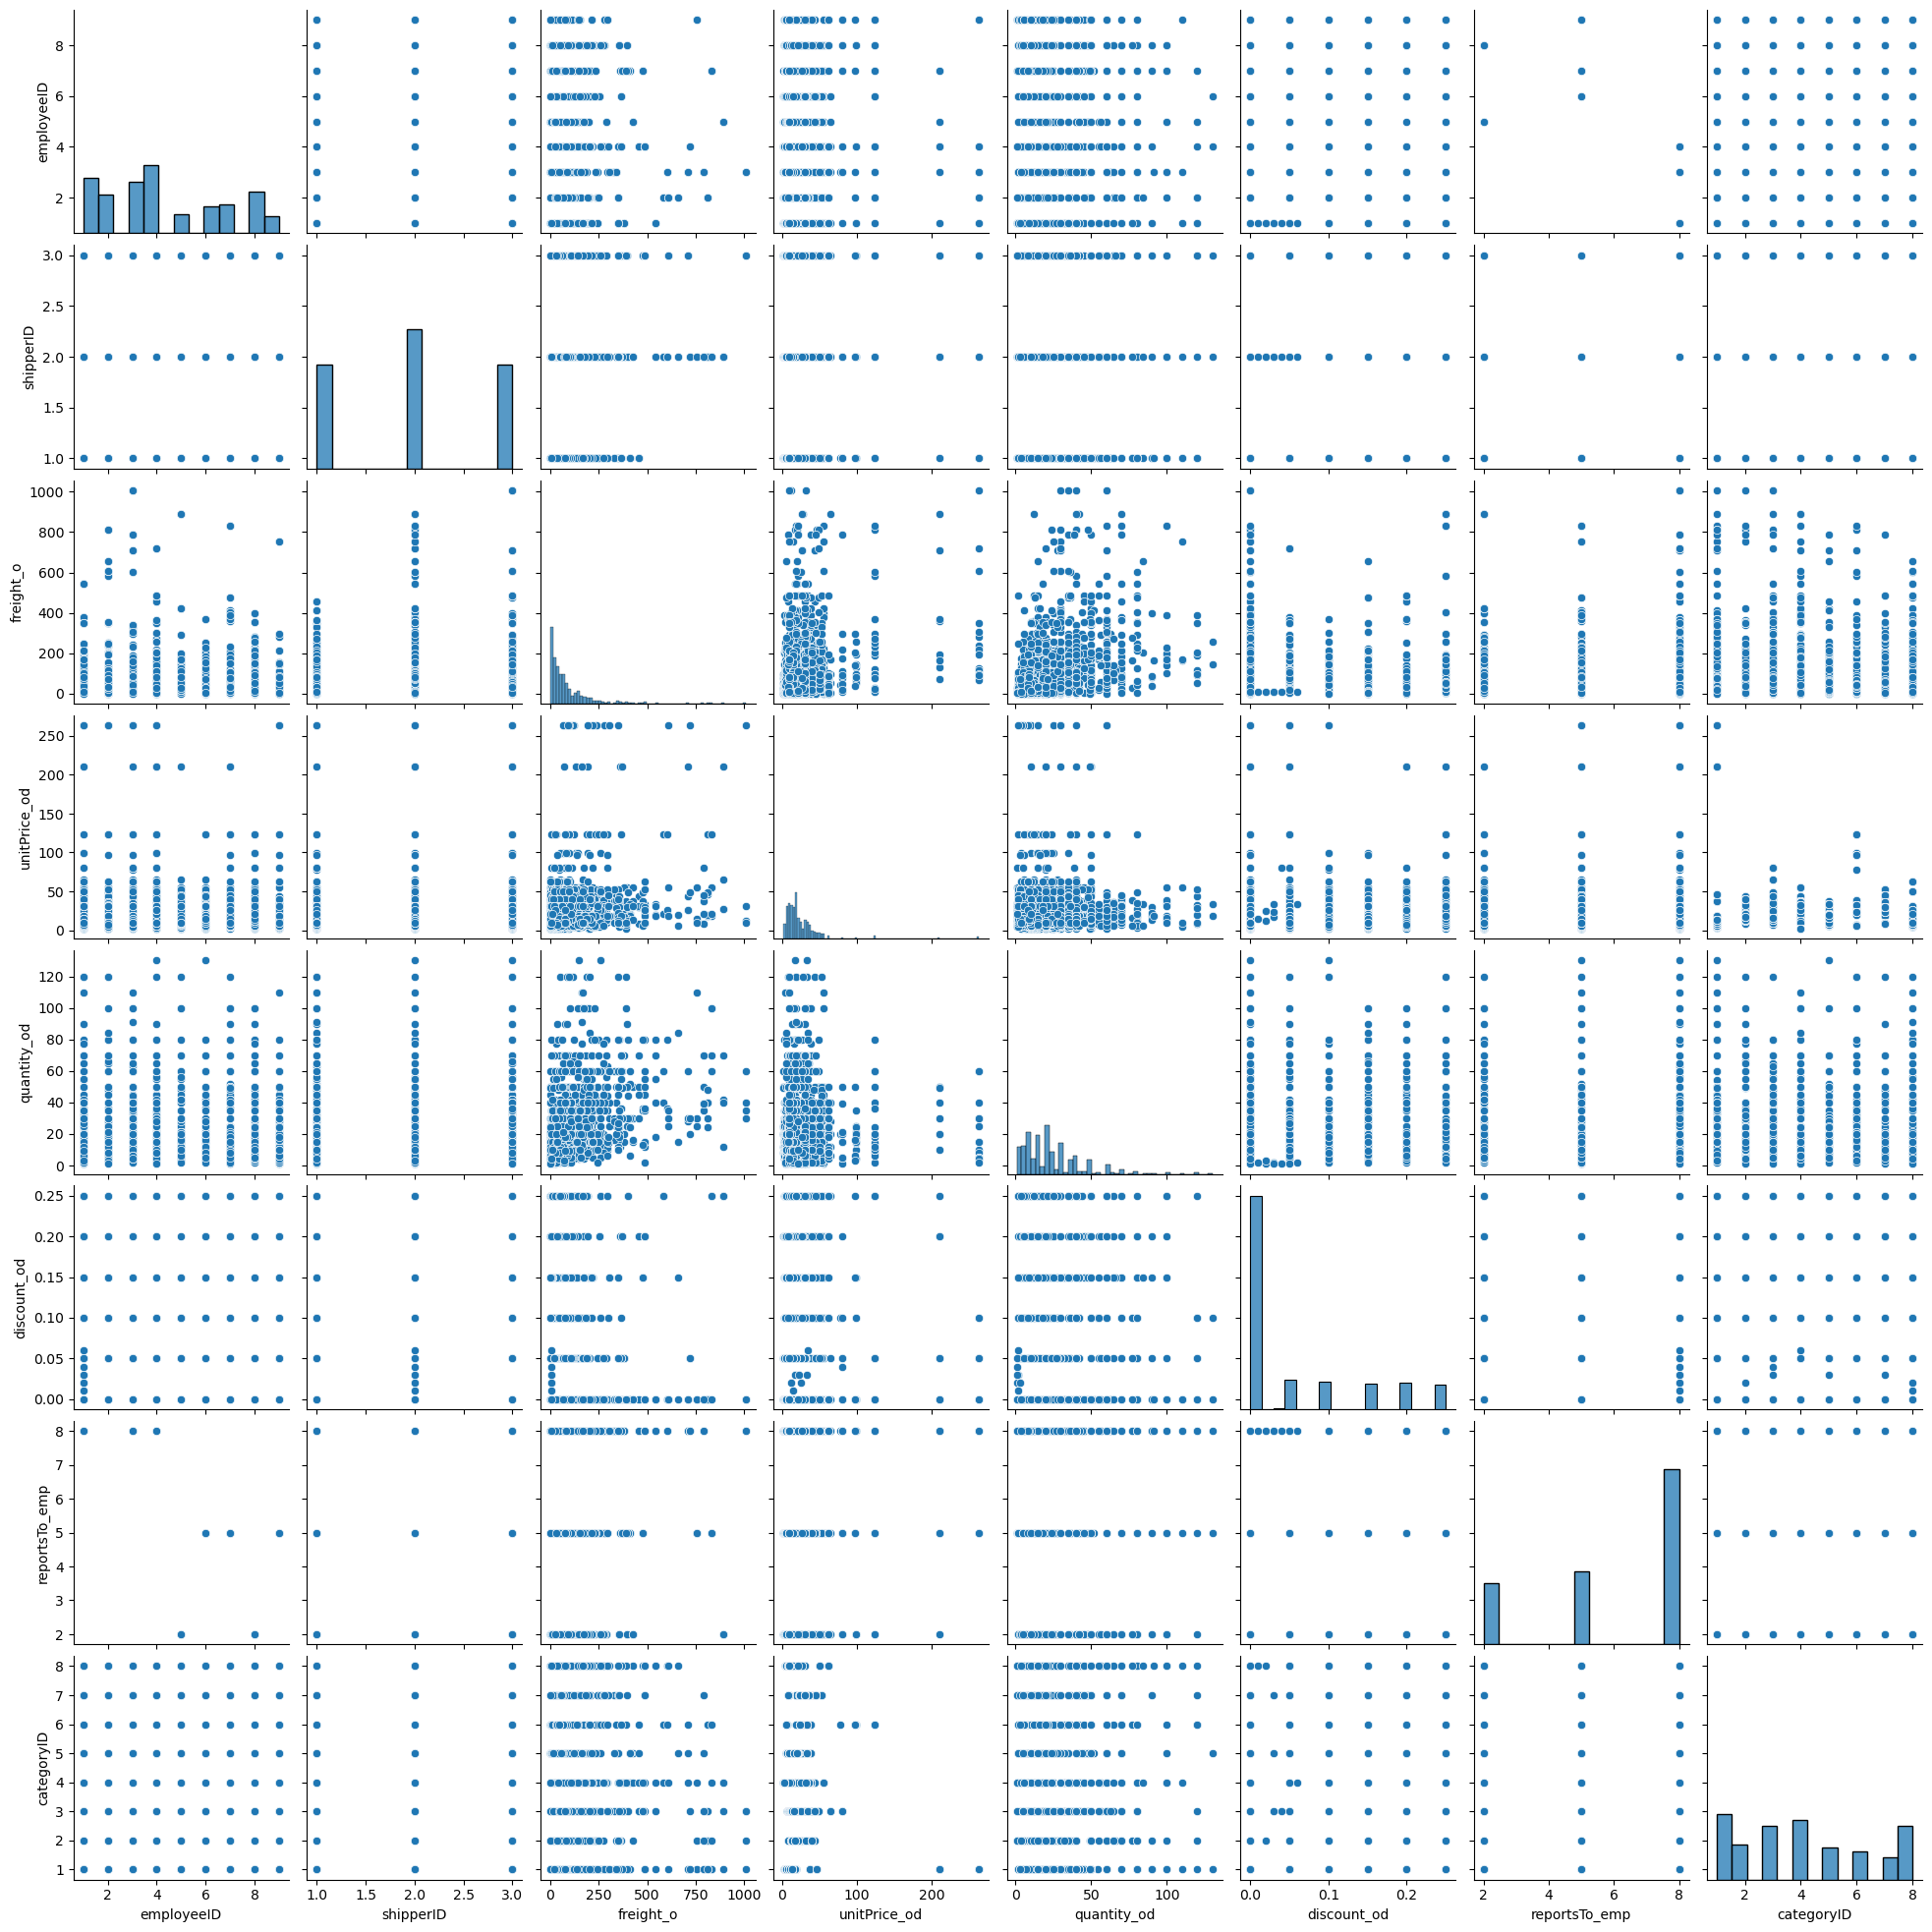 employeeID
8
6
4
2
shipperID
3.0
2.5
2.0
1.5
1.0
freight_o
1000
800
600
400
200
0
unitPrice_od
250
200
150
100
50
0
quantity_od
120
100
80
60
40
20
0
discount_od
0.25
0.20
0.15
0.10
0.05
0.00
reportsTo_emp
8
7
6
5
4
3
2
categoryID
8
7
6
5
4
3
2
1
2 4 6 8
1.0 1.5 2.0 2.5 3.0
0 250 500 750 1000
0 100 200
0 50 100
0.0 0.1 0.2
2 4 6 8
2 4 6 8
employeeID shipperID freight_o unitPrice_od quantity_od discount_od reportsTo_emp categoryID